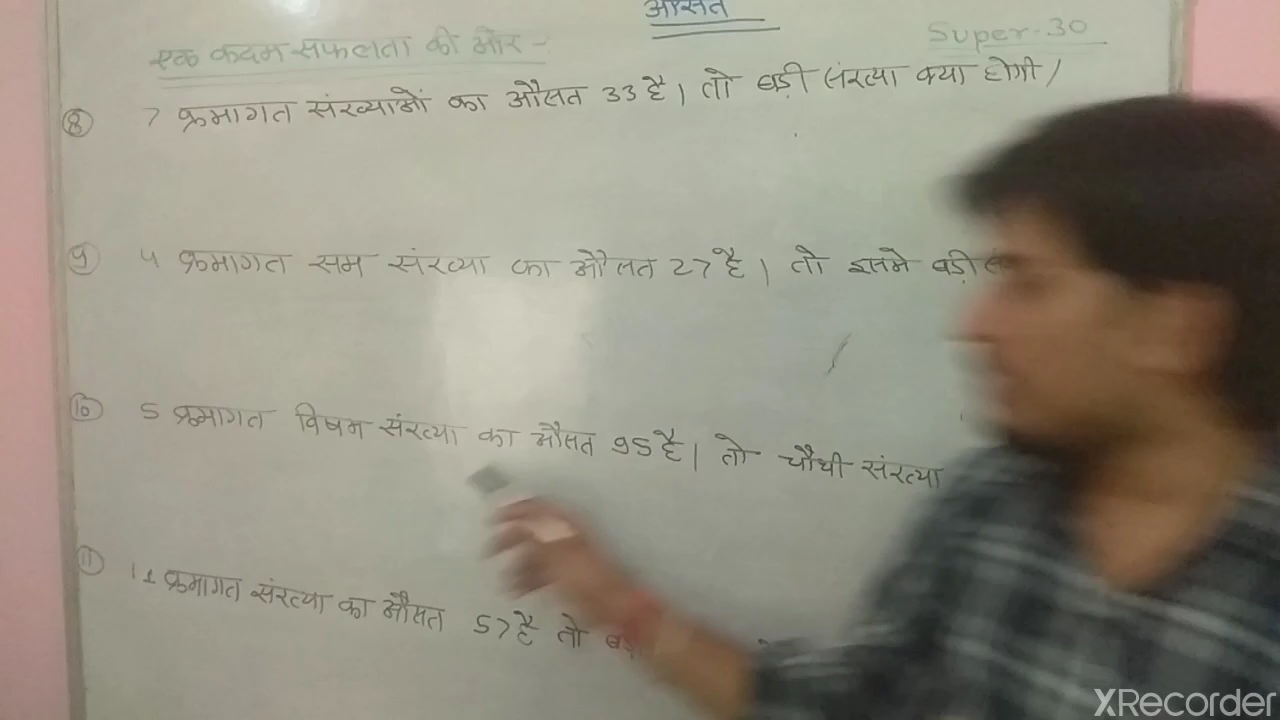 औसत
एक कदम सफलता की ओर -
Super-30
(8) 7 क्रमागत संख्याओं का औसत 33 है। तो बड़ी संख्या क्या होगी।
(9) 4 क्रमागत सम संख्या का औसत 27 है। तो इसमे बड़ी
(10) 5 क्रमागत विषम संख्या का औसत 95 है। तो चौथी संख्या
(11) 11 क्रमागत संख्या का औसत 57 है तो
XRecorder